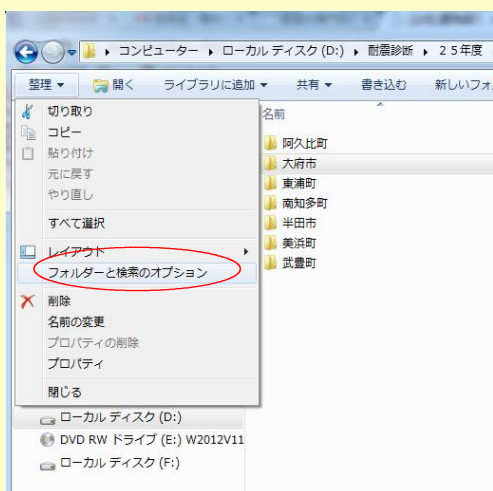 コンピューター ローカル ディスク (D:) 耐震診断 25年度
整理 開く ライブラリに追加 共有 書き込む 新しいフォ
切り取り
コピー
貼り付け
元に戻す
やり直し
すべて選択
レイアウト
フォルダーと検索のオプション
削除
名前の変更
プロパティの削除
プロパティ
閉じる
名前
阿久比町
大府市
東浦町
南知多町
半田市
美浜町
武豊町
ローカル ディスク (D:)
DVD RW ドライブ (E:) W2012V11
ローカル ディスク (F:)